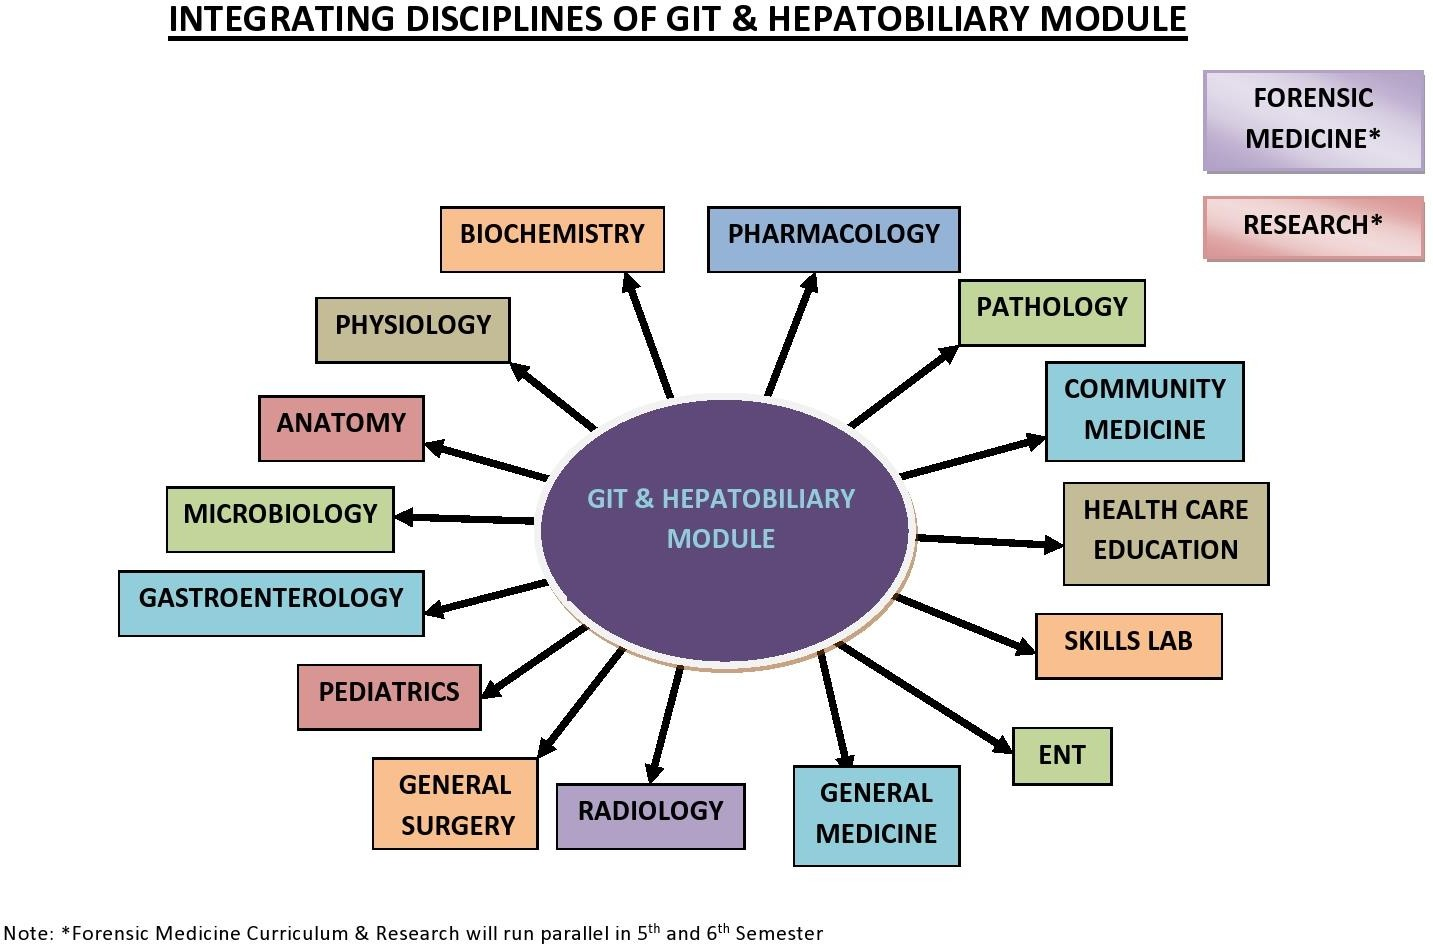 INTEGRATING DISCIPLINES OF GIT & HEPATOBILIARY MODULE
FORENSIC
MEDICINE*
RESEARCH*
BIOCHEMISTRY
PHARMACOLOGY
PATHOLOGY
PHYSIOLOGY
COMMUNITY
MEDICINE
ANATOMY
GIT & HEPATOBILIARY
MODULE
MICROBIOLOGY
HEALTH CARE
EDUCATION
GASTROENTEROLOGY
SKILLS LAB
PEDIATRICS
ENT
GENERAL
SURGERY
RADIOLOGY
GENERAL
MEDICINE
Note: *Forensic Medicine Curriculum & Research will run parallel in 5th and 6th Semester